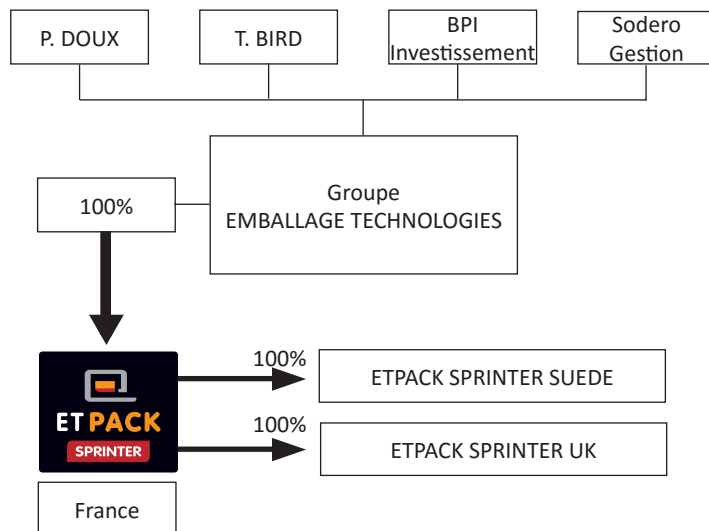 P. DOUX
T. BIRD
BPI
Investissement
Sodero
Gestion
Groupe
EMBALLAGE TECHNOLOGIES
100%
ET PACK
SPRINTER
France
100%
ETPACK SPRINTER SUEDE
100%
ETPACK SPRINTER UK